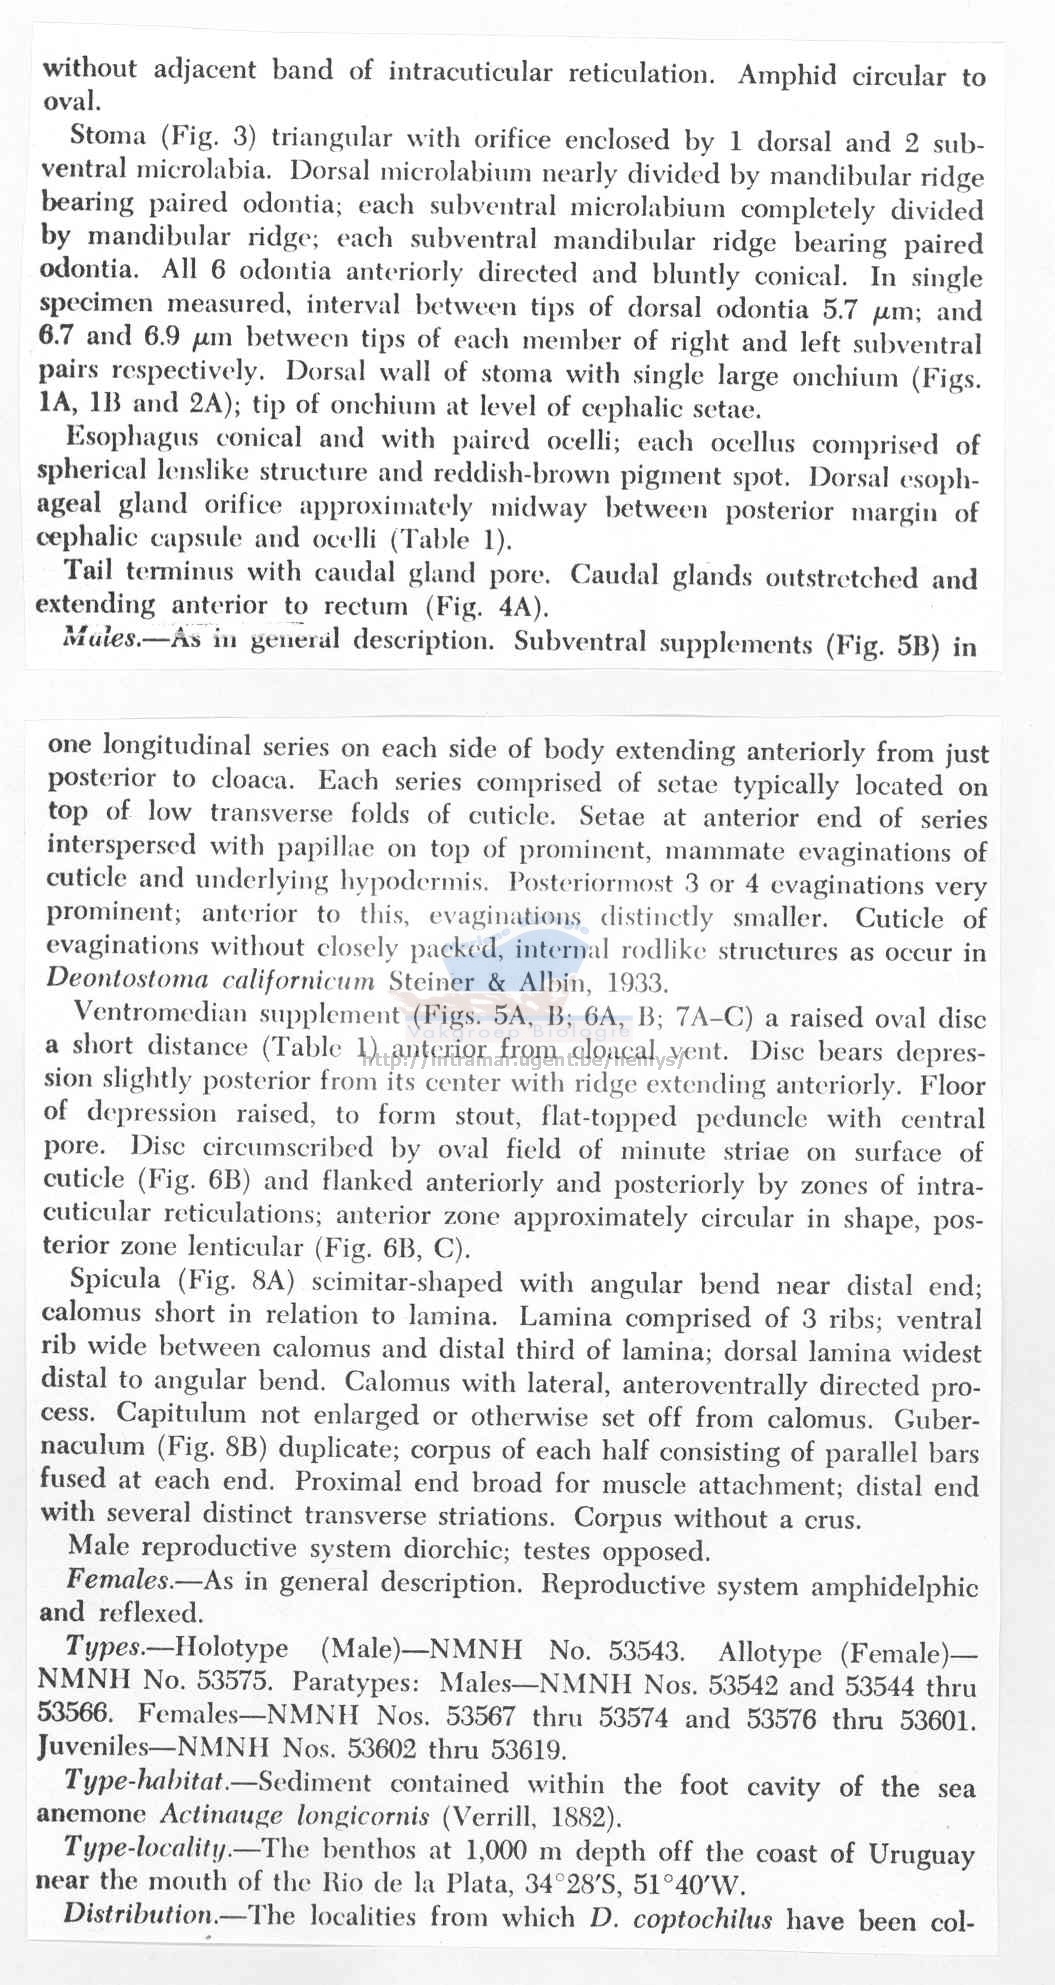 without adjacent band of intracuticular reticulation. Amphid circular to
oval.
Stoma (Fig. 3) triangular with orifice enclosed by 1 dorsal and 2 sub-
ventral microlabia. Dorsal microlabium nearly divided by mandibular ridge
bearing paired odontia; each subventral microlabium completely divided
by mandibular ridge; each subventral mandibular ridge bearing paired
odontia. All 6 odontia anteriorly directed and bluntly conical. In single
specimen measured, interval between tips of dorsal odontia 5.7 μm; and
6.7 and 6.9 μm between tips of each member of right and left subventral
pairs respectively. Dorsal wall of stoma with single large onchium (Figs.
1A, 1B and 2A); tip of onchium at level of cephalic setae.
Esophagus conical and with paired ocelli; each ocellus comprised of
spherical lenslike structure and reddish-brown pigment spot. Dorsal esoph-
ageal gland orifice approximately midway between posterior margin of
cephalic capsule and ocelli (Table 1).
Tail terminus with caudal gland pore. Caudal glands outstretched and
extending anterior to rectum (Fig. 4A).
Males.—As in general description. Subventral supplements (Fig. 5B) in
one longitudinal series on each side of body extending anteriorly from just
posterior to cloaca. Each series comprised of setae typically located on
top of low transverse folds of cuticle. Setae at anterior end of series
interspersed with papillae on top of prominent, mammate evaginations of
cuticle and underlying hypodermis. Posteriormost 3 or 4 evaginations very
prominent; anterior to this, evaginations distinctly smaller. Cuticle of
evaginations without closely packed, internal rodlike structures as occur in
Deontostoma californicum Steiner & Albin, 1933.
Ventromedian supplement (Figs. 5A, B; 6A, B; 7A–C) a raised oval disc
Vakgroep Biologie
a short distance (Table 1) anterior from cloacal vent. Disc bears depres-
http://intramar.ugent.be/nemys/
sion slightly posterior from its center with ridge extending anteriorly. Floor
of depression raised, to form stout, flat-topped peduncle with central
pore. Disc circumscribed by oval field of minute striae on surface of
cuticle (Fig. 6B) and flanked anteriorly and posteriorly by zones of intra-
cuticular reticulations; anterior zone approximately circular in shape, pos-
terior zone lenticular (Fig. 6B, C).
Spicula (Fig. 8A) scimitar-shaped with angular bend near distal end;
calomus short in relation to lamina. Lamina comprised of 3 ribs; ventral
rib wide between calomus and distal third of lamina; dorsal lamina widest
distal to angular bend. Calomus with lateral, anteroventrally directed pro-
cess. Capitulum not enlarged or otherwise set off from calomus. Guber-
naculum (Fig. 8B) duplicate; corpus of each half consisting of parallel bars
fused at each end. Proximal end broad for muscle attachment; distal end
with several distinct transverse striations. Corpus without a crus.
Male reproductive system diorchic; testes opposed.
Females.—As in general description. Reproductive system amphidelphic
and reflexed.
Types.—Holotype (Male)—NMNH No. 53543. Allotype (Female)—
NMNH No. 53575. Paratypes: Males—NMNH Nos. 53542 and 53544 thru
53566. Females—NMNH Nos. 53567 thru 53574 and 53576 thru 53601.
Juveniles—NMNH Nos. 53602 thru 53619.
Type-habitat.—Sediment contained within the foot cavity of the sea
anemone Actinauge longicornis (Verrill, 1882).
Type-locality.—The benthos at 1,000 m depth off the coast of Uruguay
near the mouth of the Rio de la Plata, 34°28′S, 51°40′W.
Distribution.—The localities from which D. coptochilus have been col-